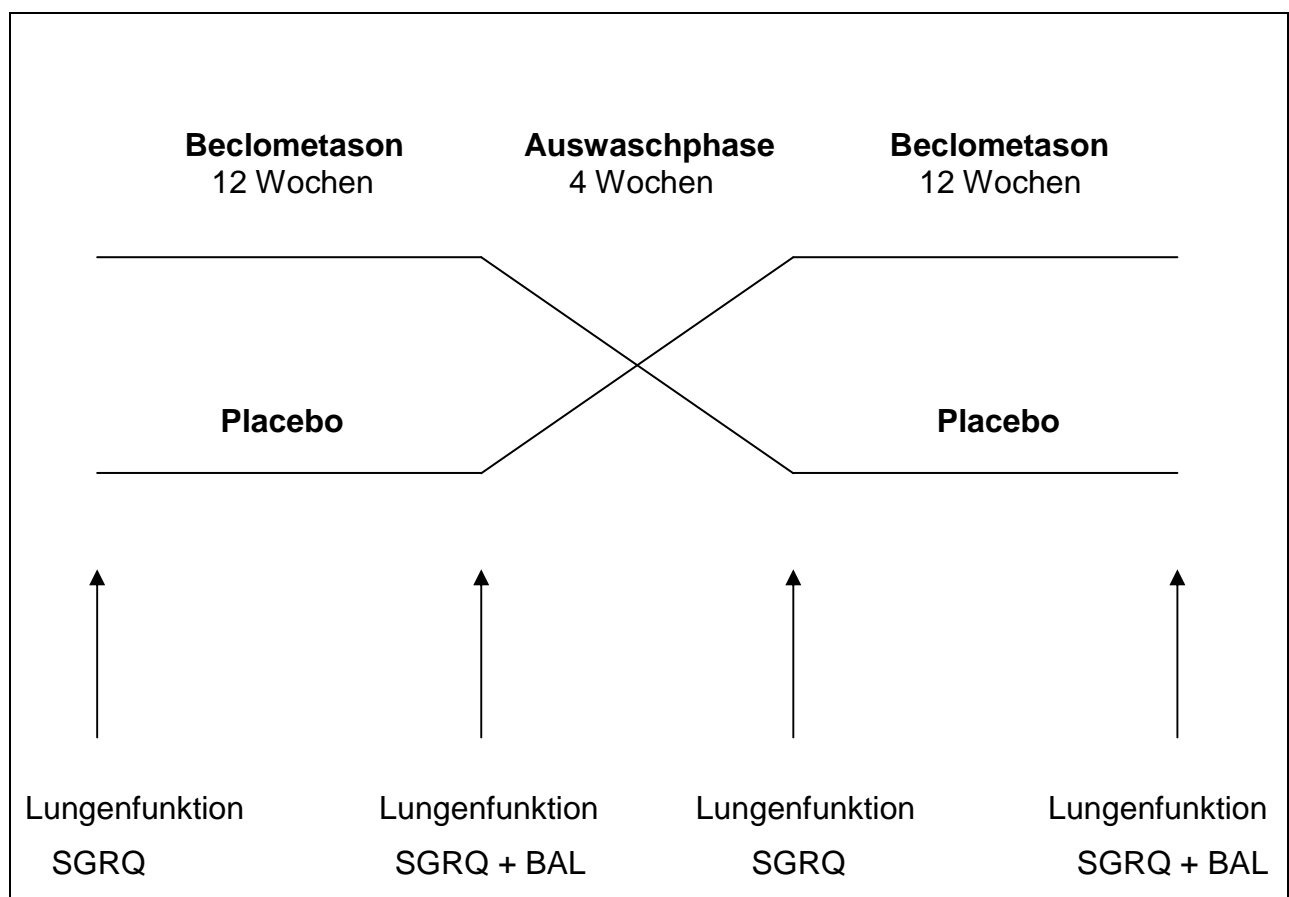 Beclometason Auswaschphase Beclometason
12 Wochen 4 Wochen 12 Wochen
Placebo Placebo
Lungenfunktion Lungenfunktion Lungenfunktion Lungenfunktion
SGRQ SGRQ + BAL SGRQ SGRQ + BAL